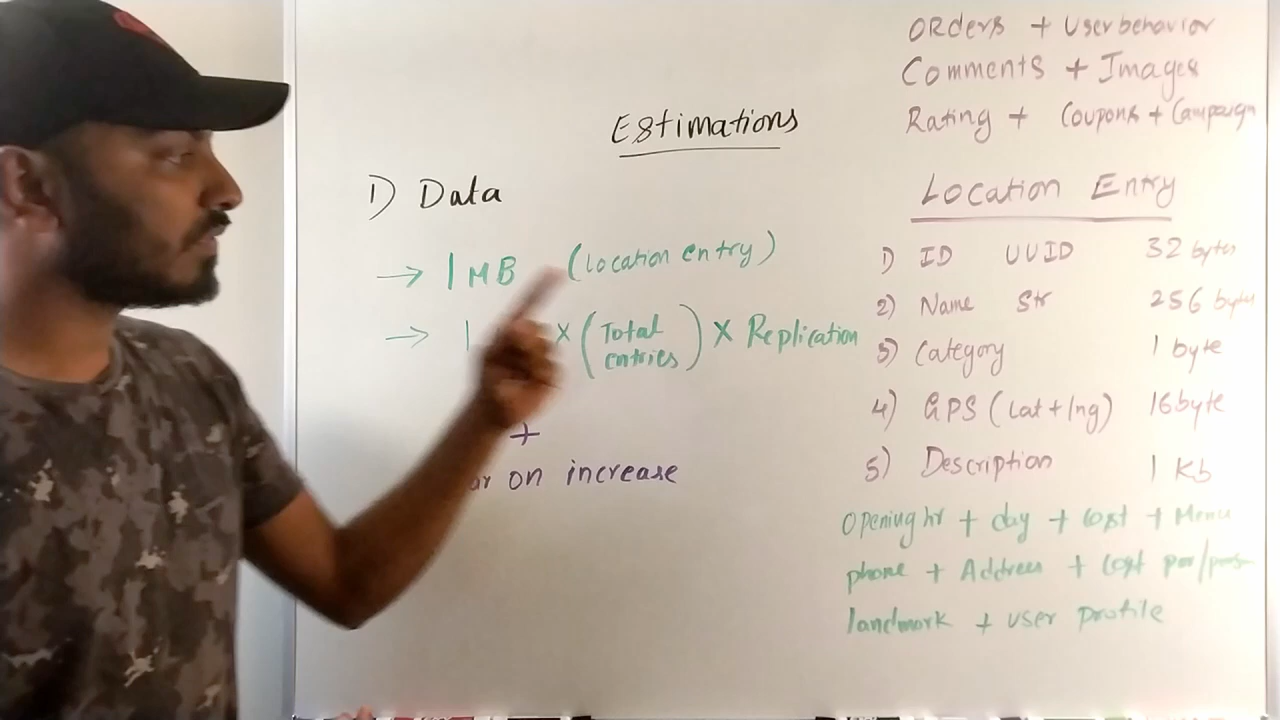 Estimations
1) Data
→ 1 MB (location entry)
→ 1 × (Total entries) × Replication
+
on increase
Orders + User behavior
Comments + Images
Rating + Coupons + Campaign
Location Entry
1) ID UUID 32 bytes
2) Name Str 256 bytes
3) Category 1 byte
4) GPS (Lat + lng) 16 byte
5) Description 1 Kb
Opening hr + day + cost + Menu
phone + Address + Cost per/person
landmark + user profile